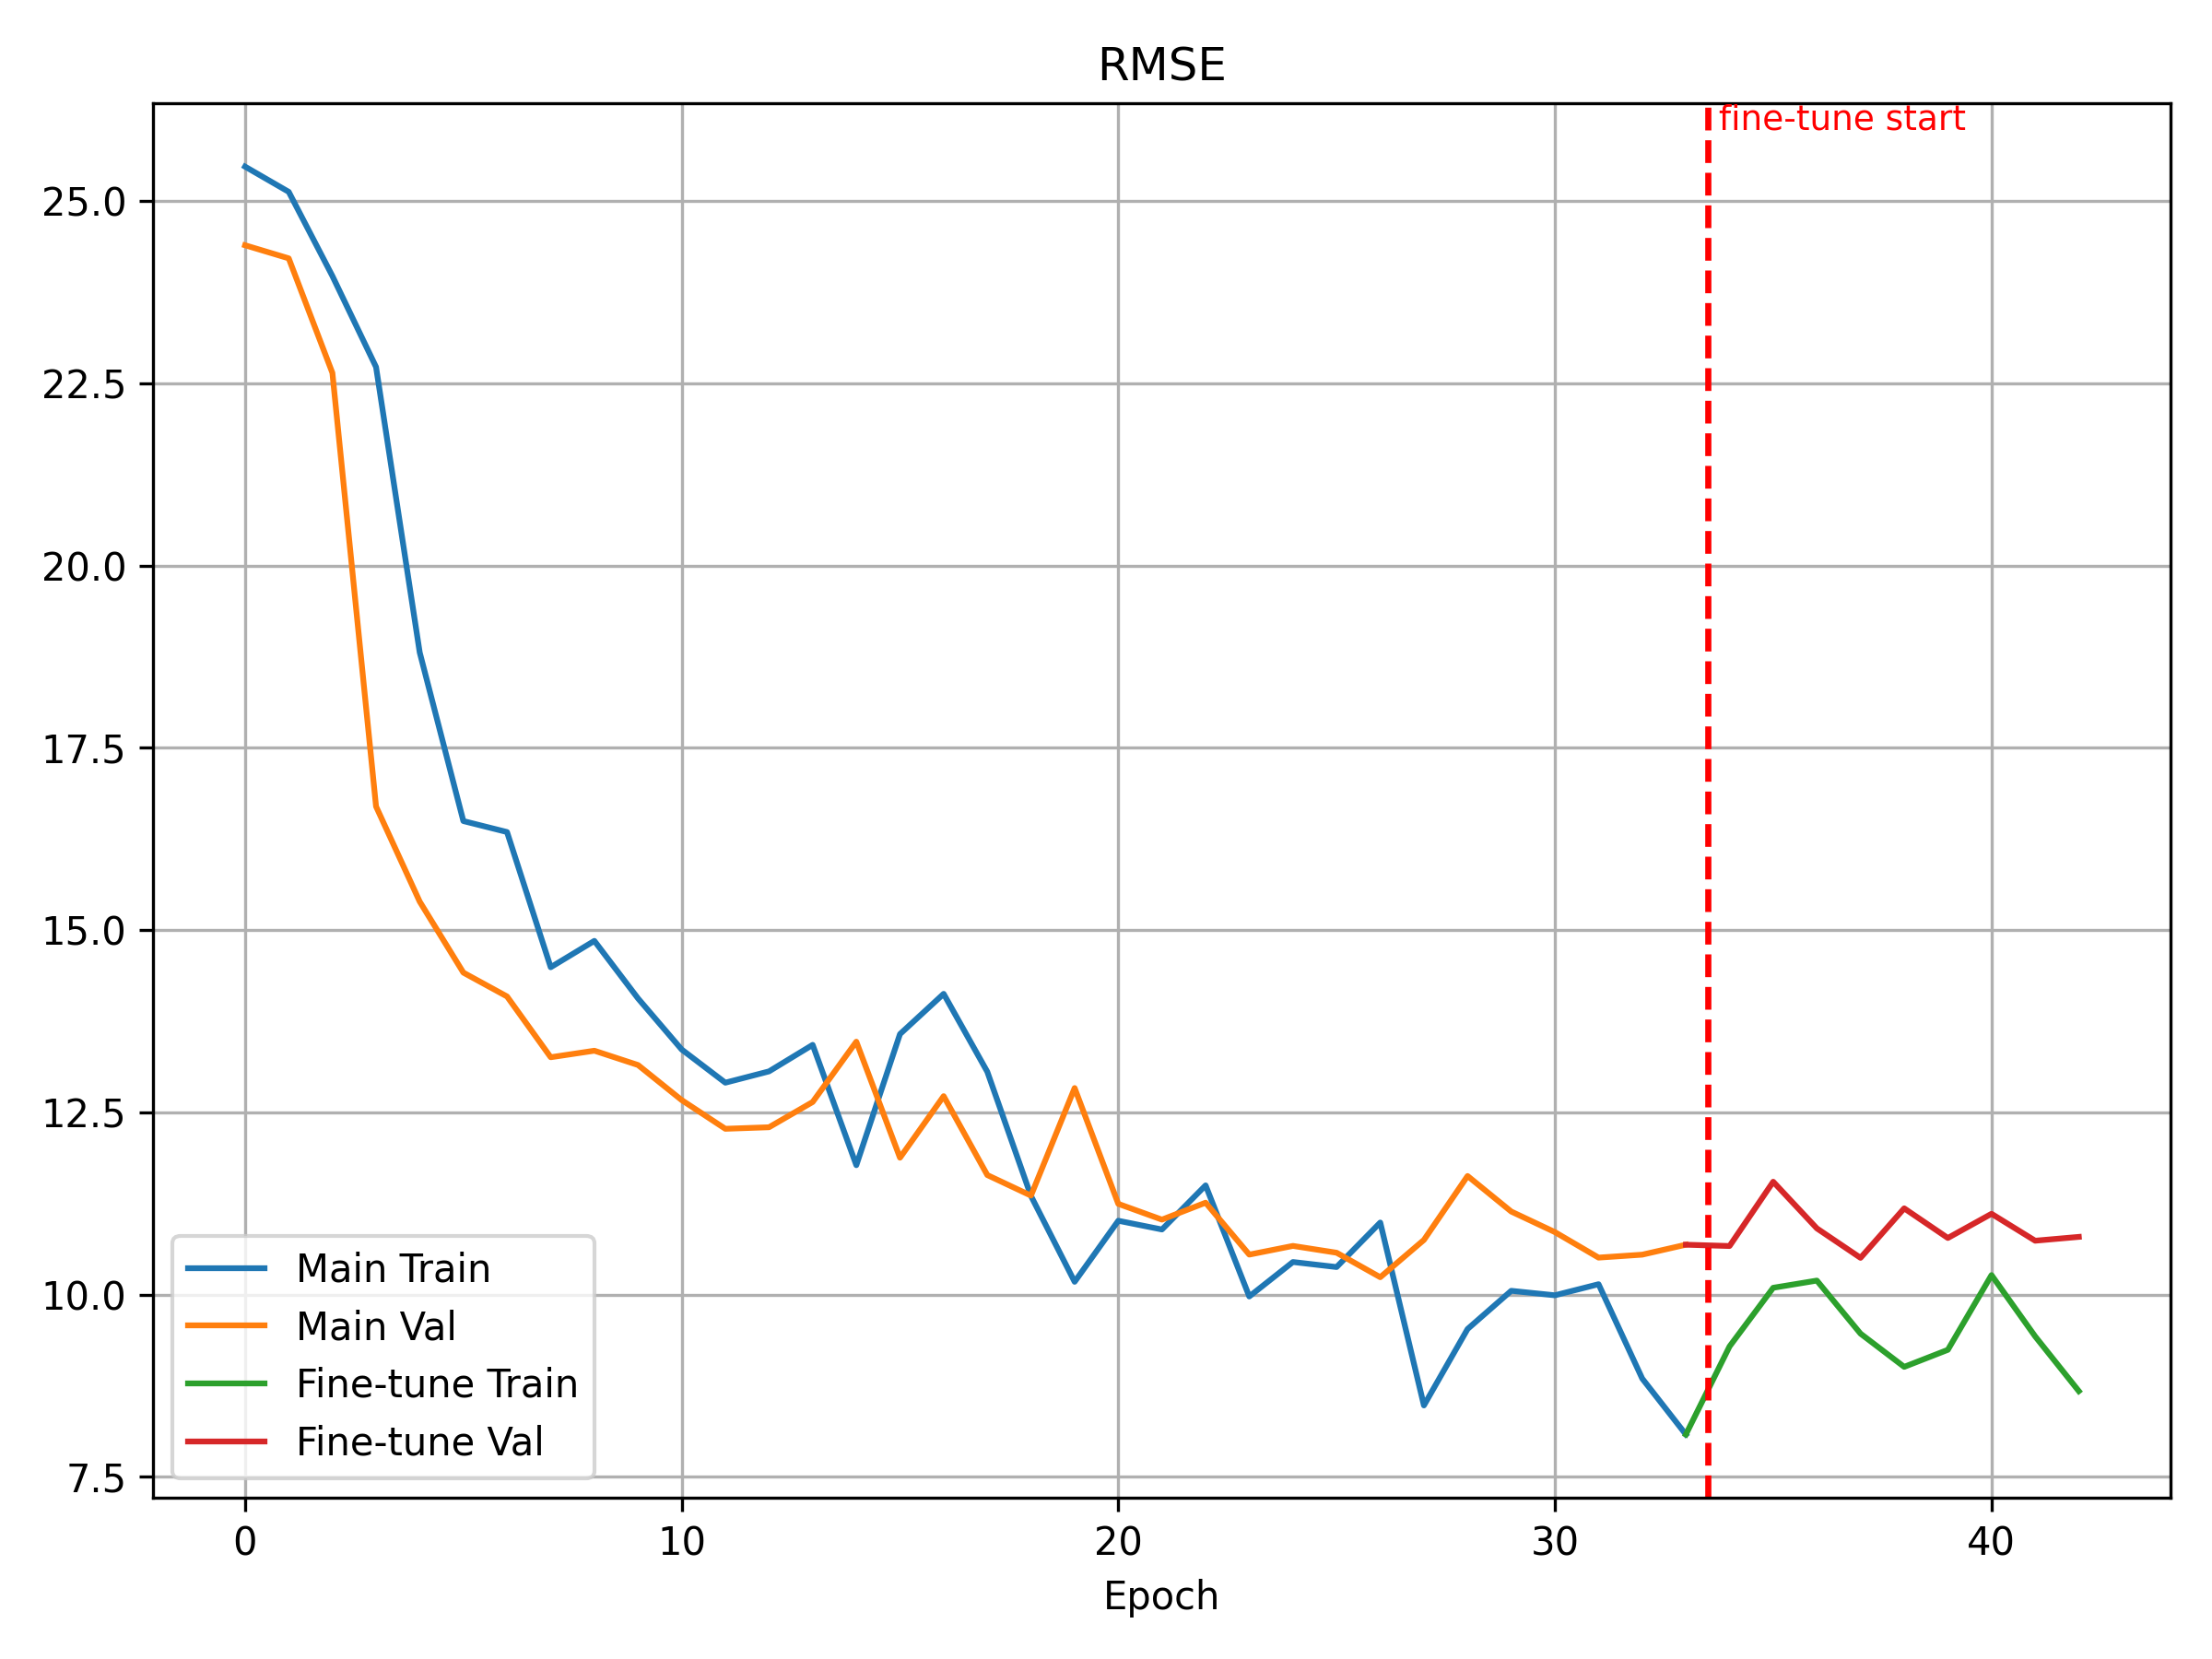 RMSE
fine-tune start
25.0
22.5
20.0
17.5
15.0
12.5
10.0
7.5
Main Train
Main Val
Fine-tune Train
Fine-tune Val
0 10 20 30 40
Epoch